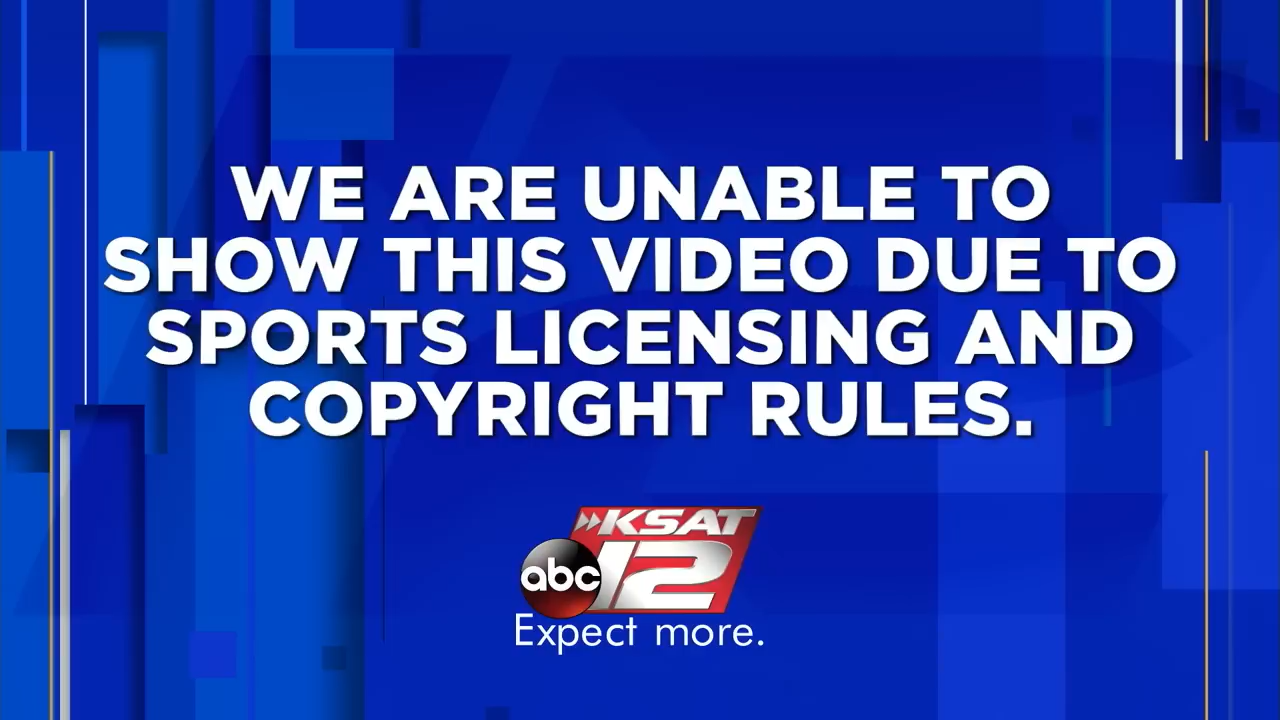 WE ARE UNABLE TO
SHOW THIS VIDEO DUE TO
SPORTS LICENSING AND
COPYRIGHT RULES.
KSAT
abc 12
Expect more.